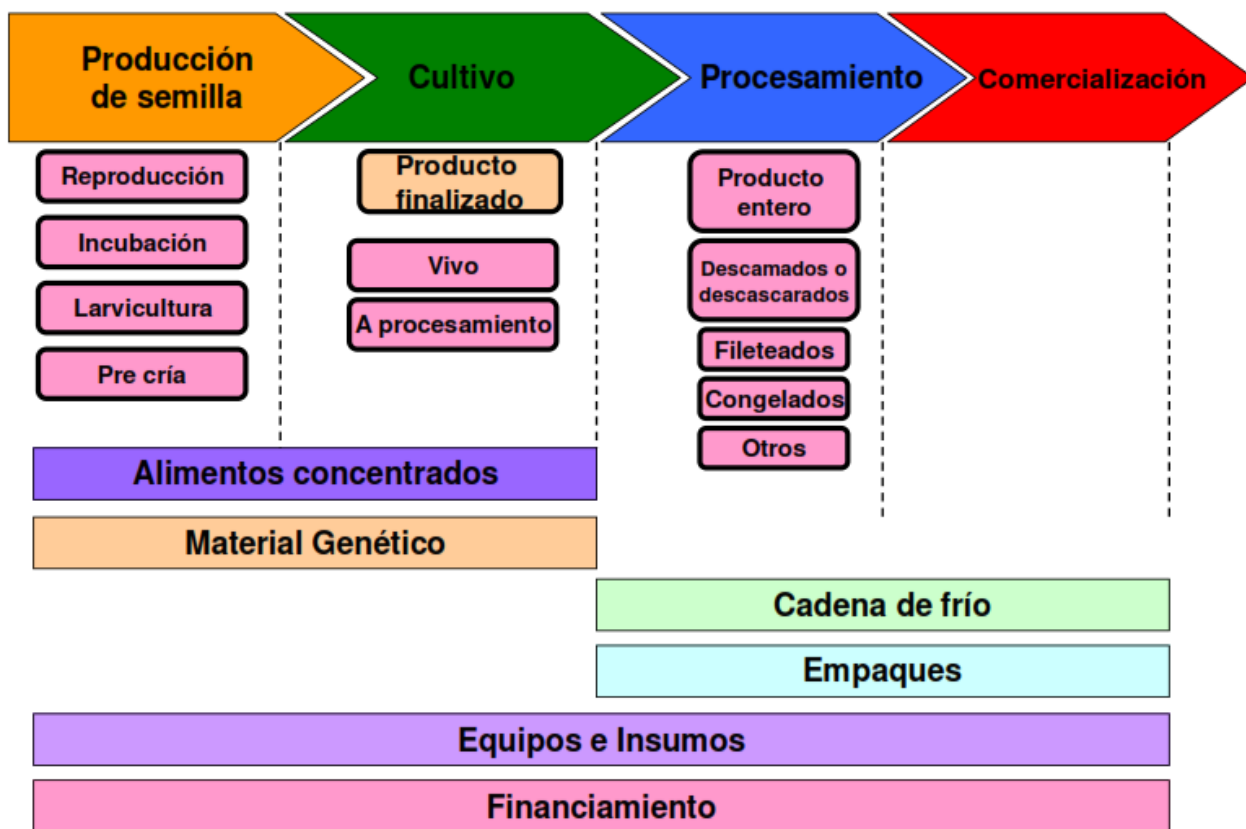 Producción
de semilla
Cultivo
Procesamiento
Comercialización
Reproducción
Incubación
Larvicultura
Pre cría
Producto
finalizado
Vivo
A procesamiento
Producto
entero
Descamados o
descascarados
Fileteados
Congelados
Otros
Alimentos concentrados
Material Genético
Cadena de frío
Empaques
Equipos e Insumos
Financiamiento